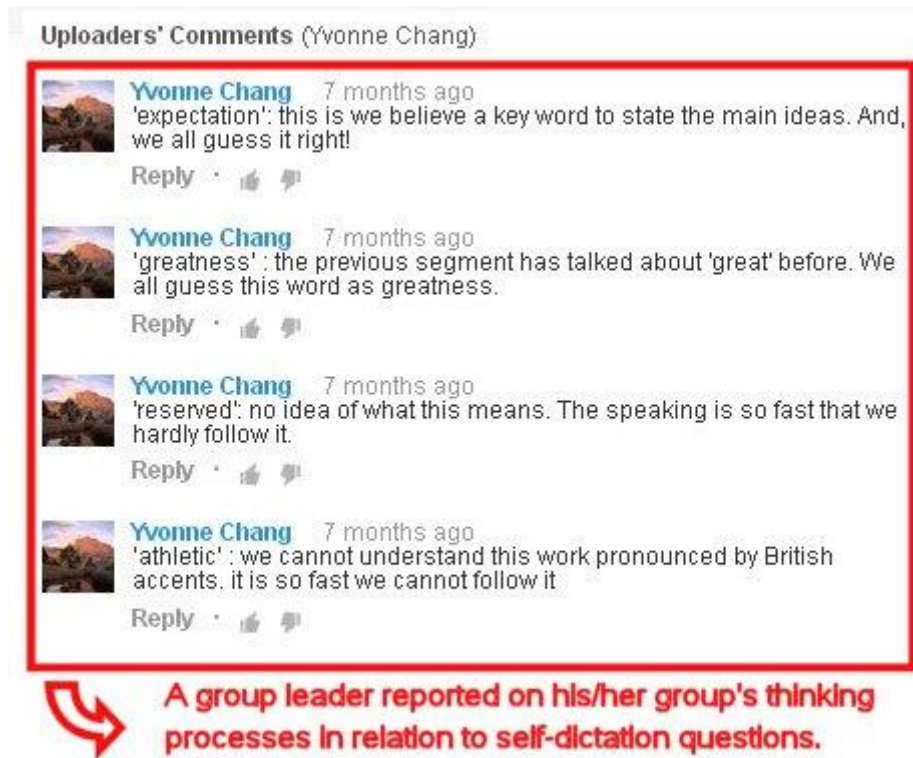 Uploaders' Comments (Yvonne Chang)
Yvonne Chang 7 months ago
'expectation': this is we believe a key word to state the main ideas. And,
we all guess it right!
Reply ·
Yvonne Chang 7 months ago
'greatness' : the previous segment has talked about 'great' before. We
all guess this word as greatness.
Reply ·
Yvonne Chang 7 months ago
'reserved': no idea of what this means. The speaking is so fast that we
hardly follow it.
Reply ·
Yvonne Chang 7 months ago
'athletic' : we cannot understand this work pronounced by British
accents. it is so fast we cannot follow it
Reply ·
A group leader reported on his/her group's thinking
processes in relation to self-dictation questions.